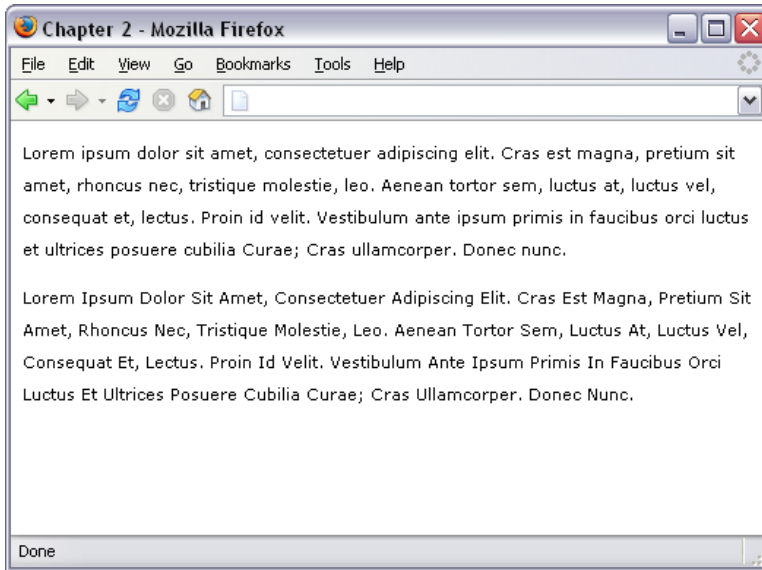 Chapter 2 - Mozilla Firefox
File Edit View Go Bookmarks Tools Help
Lorem ipsum dolor sit amet, consectetuer adipiscing elit. Cras est magna, pretium sit
amet, rhoncus nec, tristique molestie, leo. Aenean tortor sem, luctus at, luctus vel,
consequat et, lectus. Proin id velit. Vestibulum ante ipsum primis in faucibus orci luctus
et ultrices posuere cubilia Curae; Cras ullamcorper. Donec nunc.
Lorem Ipsum Dolor Sit Amet, Consectetuer Adipiscing Elit. Cras Est Magna, Pretium Sit
Amet, Rhoncus Nec, Tristique Molestie, Leo. Aenean Tortor Sem, Luctus At, Luctus Vel,
Consequat Et, Lectus. Proin Id Velit. Vestibulum Ante Ipsum Primis In Faucibus Orci
Luctus Et Ultrices Posuere Cubilia Curae; Cras Ullamcorper. Donec Nunc.
Done